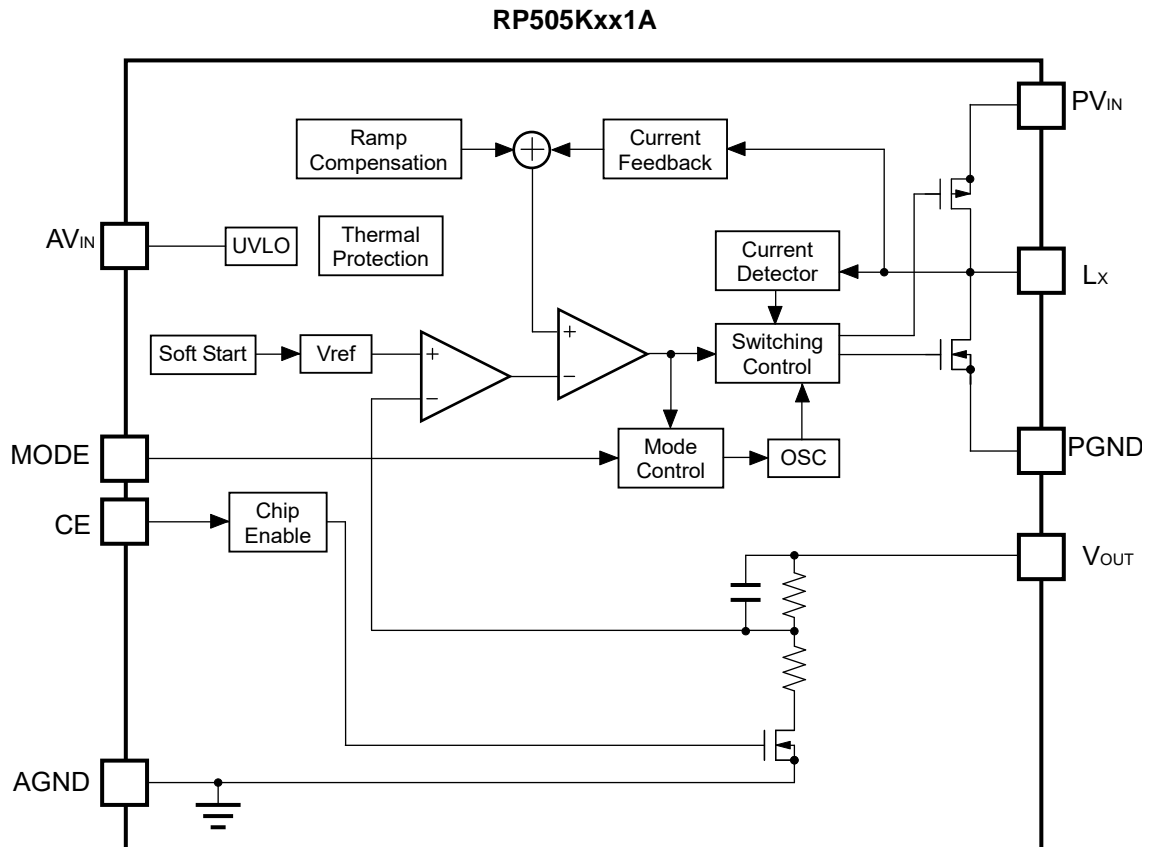 RP505Kxx1A
PVIN
Ramp
Compensation
Current
Feedback
AVIN
UVLO
Thermal
Protection
Current
Detector
LX
Soft Start
Vref
+
−
+
−
Switching
Control
MODE
Mode
Control
OSC
PGND
CE
Chip
Enable
VOUT
AGND